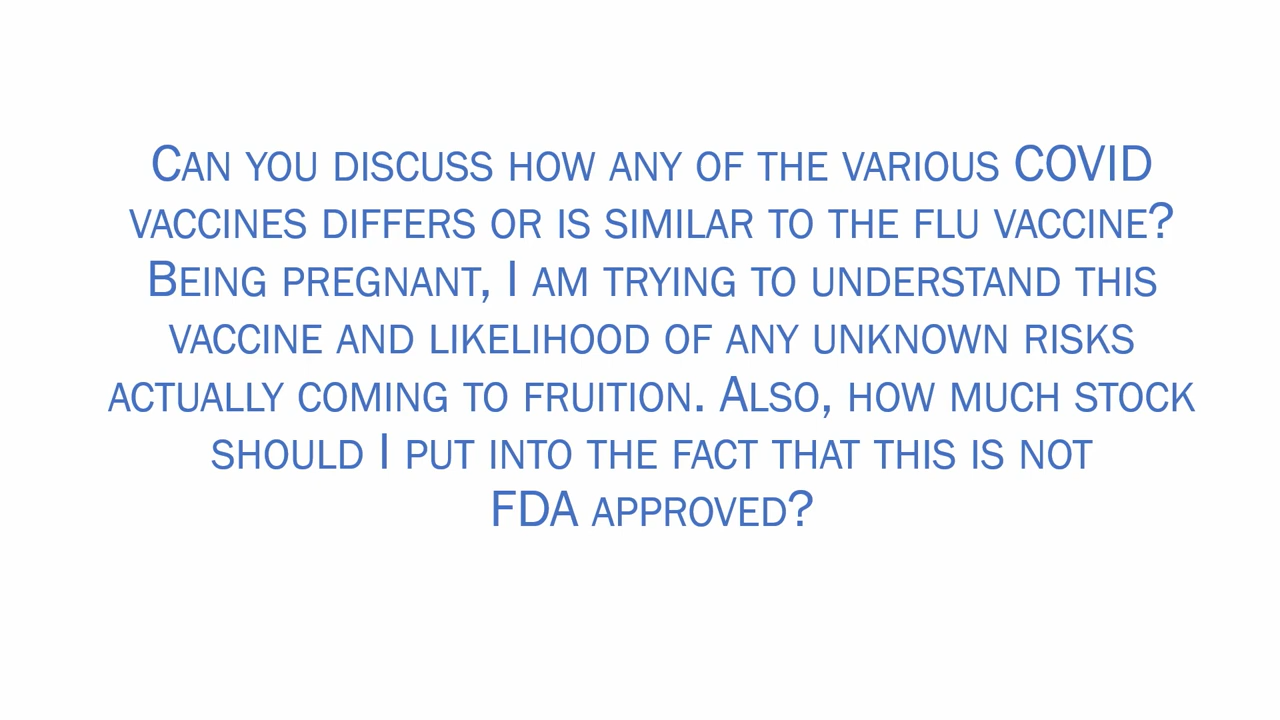 Can you discuss how any of the various COVID
vaccines differs or is similar to the flu vaccine?
Being pregnant, I am trying to understand this
vaccine and likelihood of any unknown risks
actually coming to fruition. Also, how much stock
should I put into the fact that this is not
FDA approved?